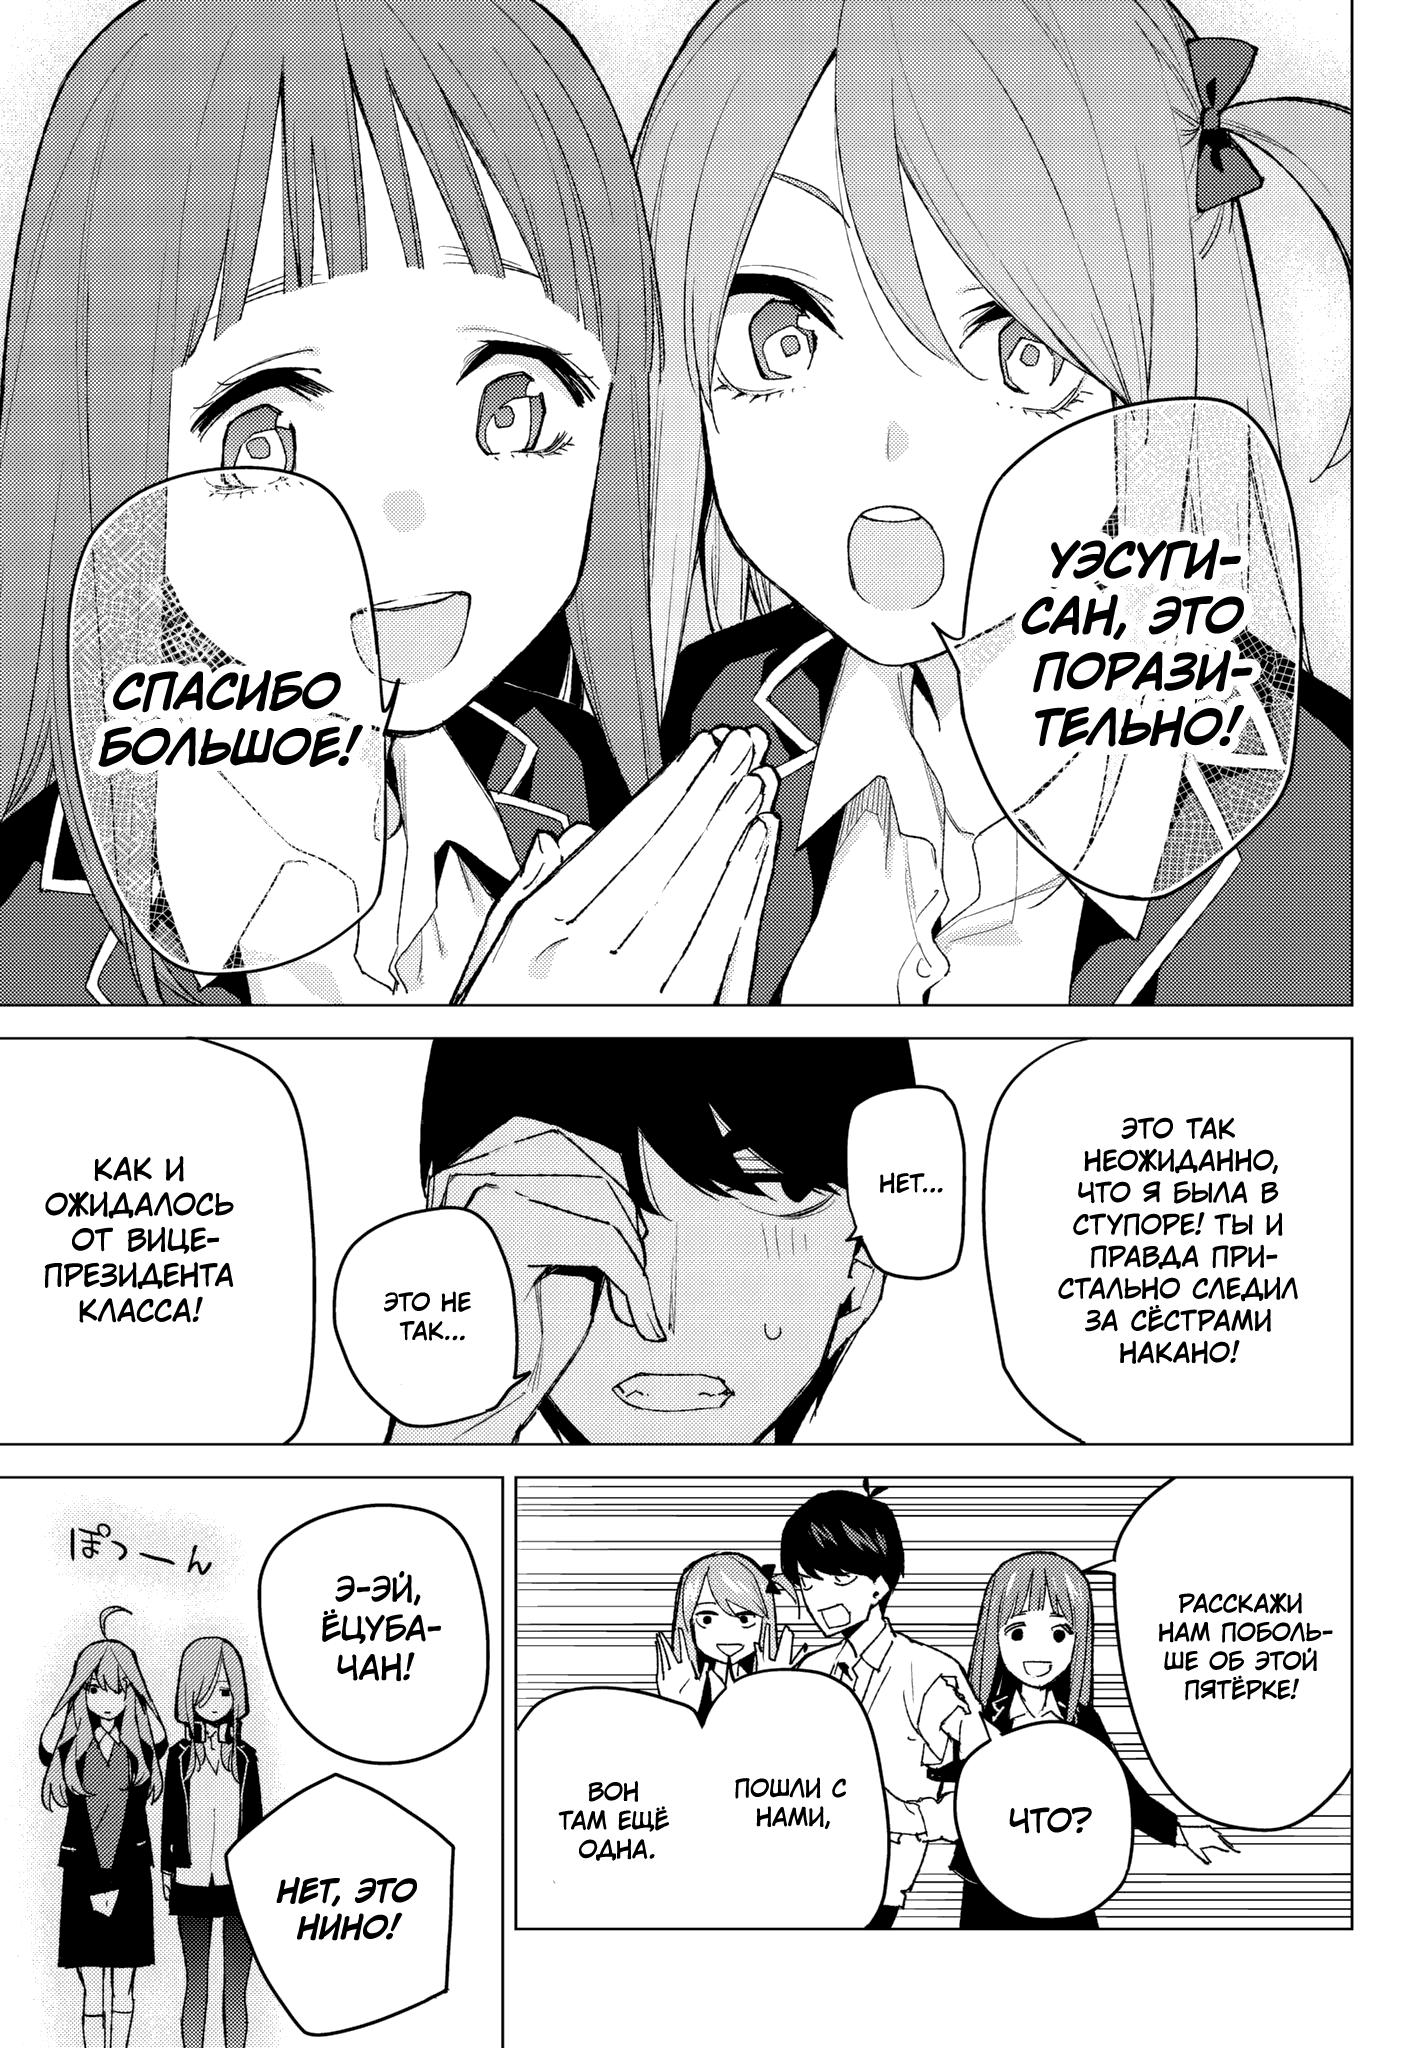 УЭСУГИ-
САН, ЭТО
ПОРАЗИ-
ТЕЛЬНО!
СПАСИБО
БОЛЬШОЕ!
ЭТО ТАК
НЕОЖИДАННО,
ЧТО Я БЫЛА В
СТУПОРЕ! ТЫ И
ПРАВДА ПРИ-
СТАЛЬНО СЛЕДИЛ
ЗА СЁСТРАМИ
НАКАНО!
НЕТ...
ЭТО НЕ
ТАК...
КАК И
ОЖИДАЛОСЬ
ОТ ВИЦЕ-
ПРЕЗИДЕНТА
КЛАССА!
РАССКАЖИ
НАМ ПОБОЛЬ-
ШЕ ОБ ЭТОЙ
ПЯТЁРКЕ!
ЧТО?
ПОШЛИ С
НАМИ,
ВОН
ТАМ ЕЩЁ
ОДНА.
Э-ЭЙ,
ЁЦУБА-
ЧАН!
НЕТ, ЭТО
НИНО!
ぽつーん